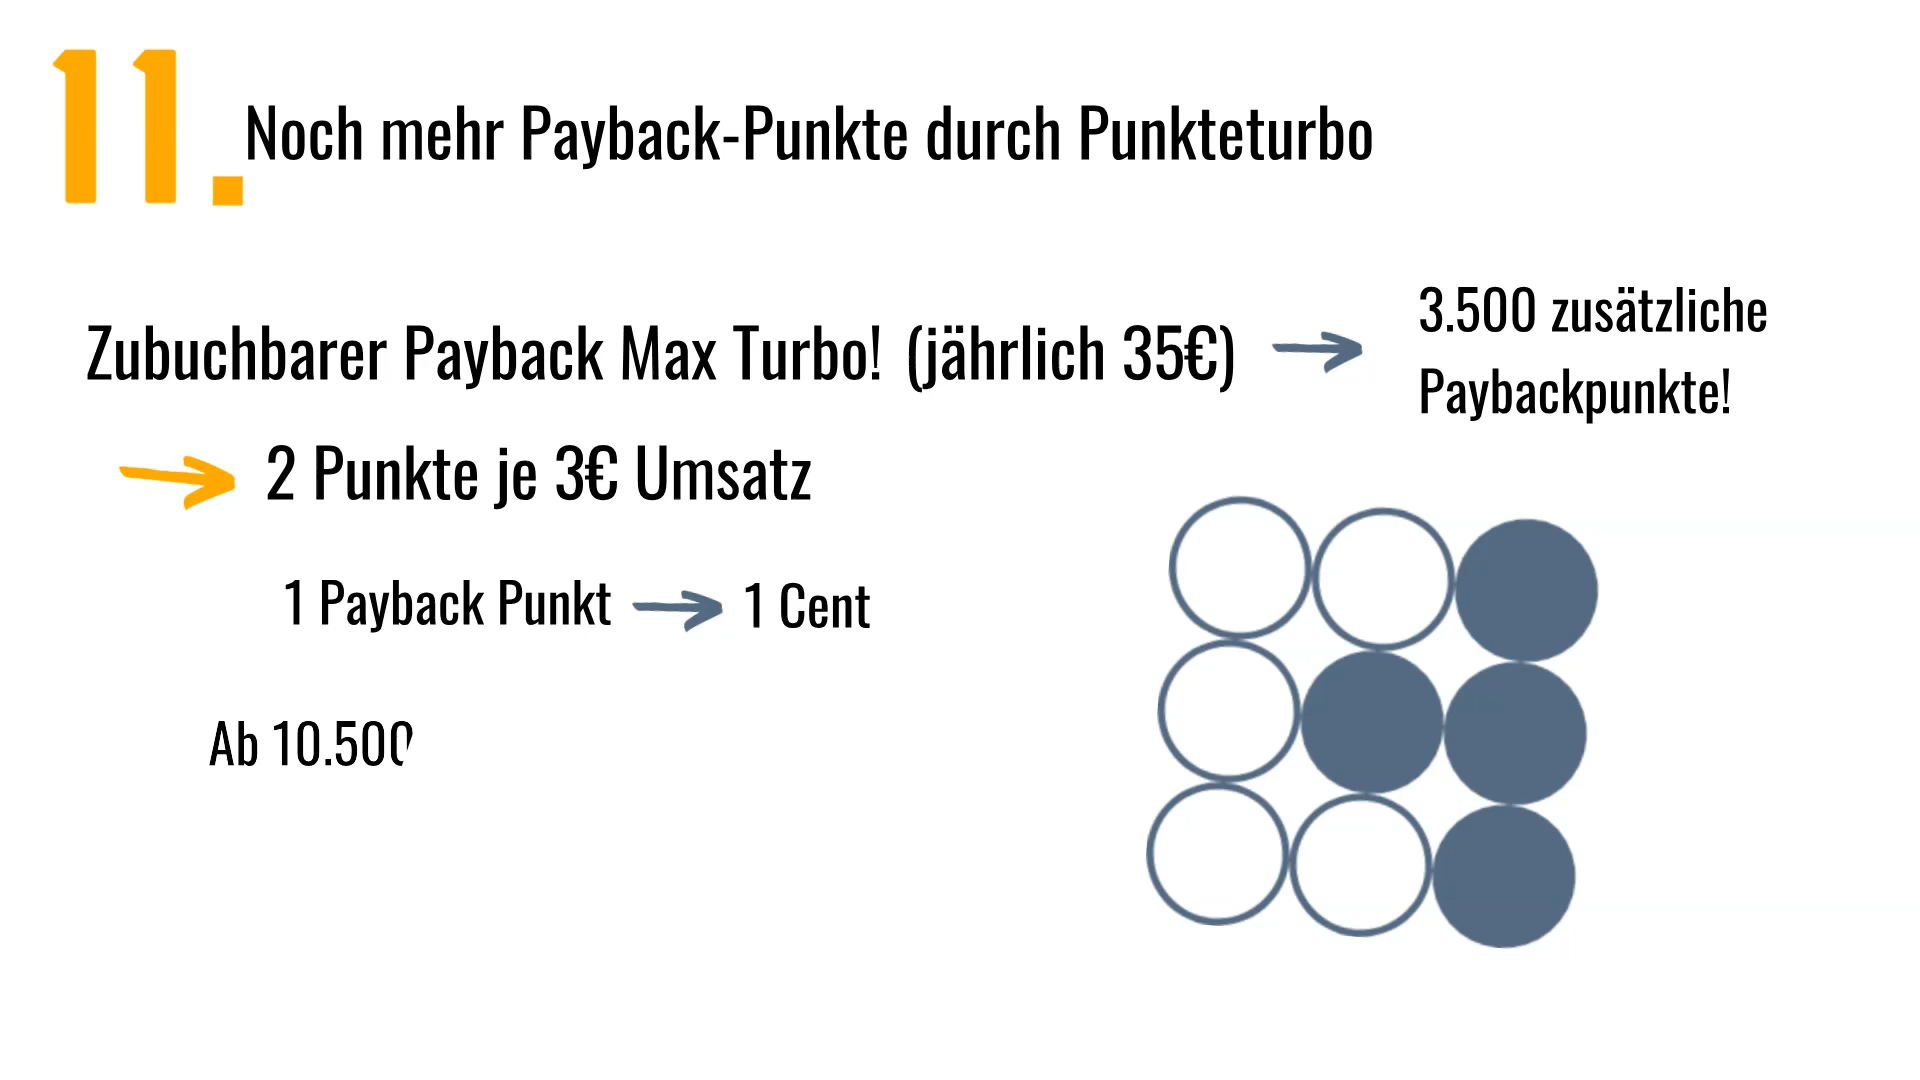 11. Noch mehr Payback-Punkte durch Punkteturbo
Zubuchbarer Payback Max Turbo! (jährlich 35€) → 3.500 zusätzliche
Paybackpunkte!
→ 2 Punkte je 3€ Umsatz
1 Payback Punkt → 1 Cent
Ab 10.500